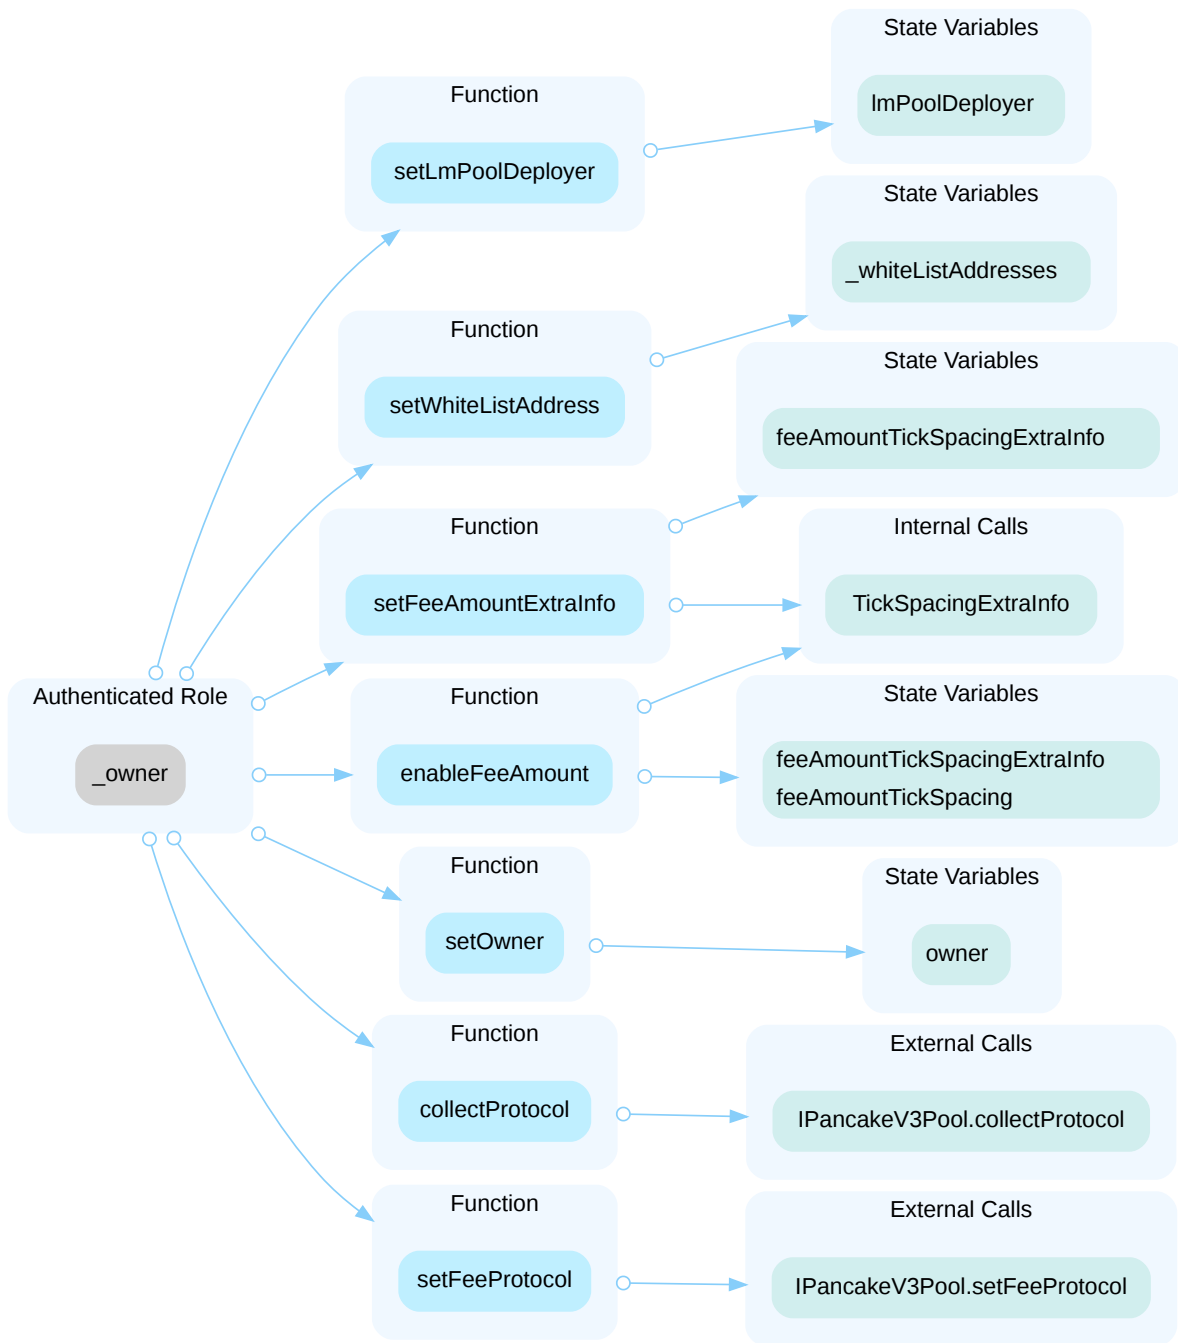 State Variables
lmPoolDeployer
Function
setLmPoolDeployer
State Variables
_whiteListAddresses
Function
setWhiteListAddress
State Variables
feeAmountTickSpacingExtraInfo
Function
setFeeAmountExtraInfo
Internal Calls
TickSpacingExtraInfo
Authenticated Role
_owner
Function
enableFeeAmount
State Variables
feeAmountTickSpacingExtraInfo
feeAmountTickSpacing
Function
setOwner
State Variables
owner
Function
collectProtocol
External Calls
IPancakeV3Pool.collectProtocol
Function
setFeeProtocol
External Calls
IPancakeV3Pool.setFeeProtocol